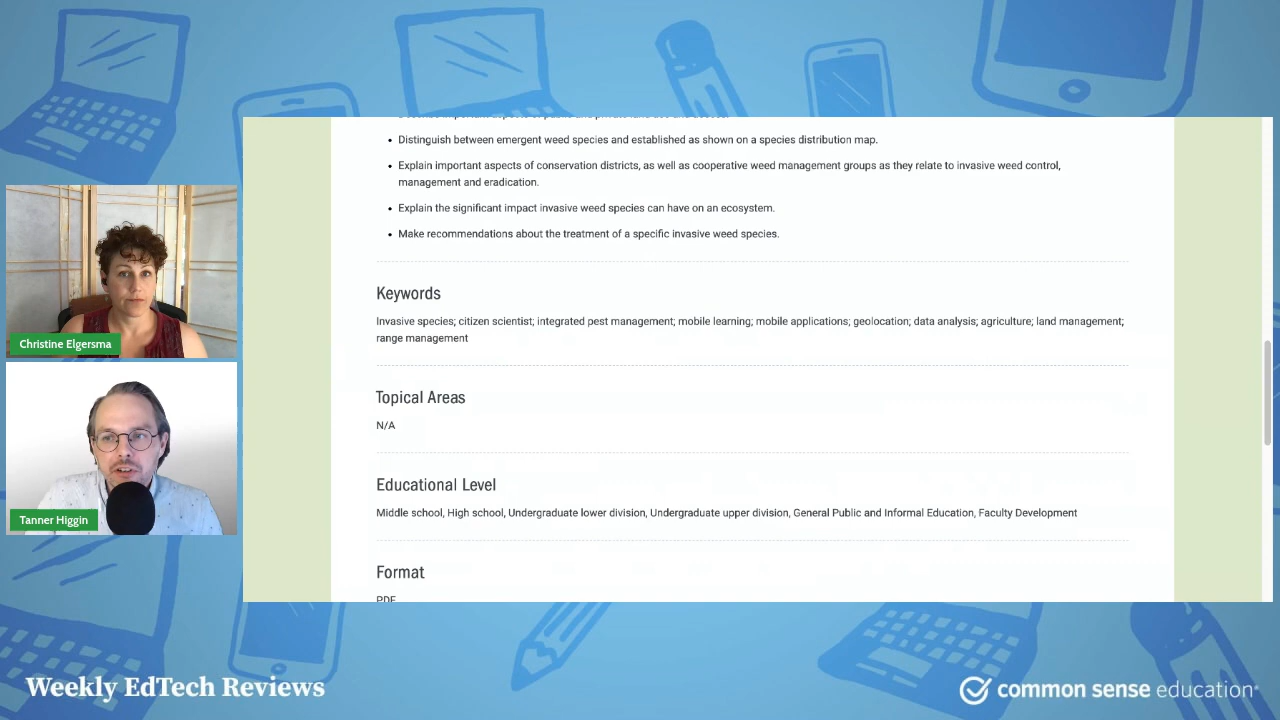 Distinguish between emergent weed species and established as shown on a species distribution map.
Explain important aspects of conservation districts, as well as cooperative weed management groups as they relate to invasive weed control,
management and eradication.
Explain the significant impact invasive weed species can have on an ecosystem.
Make recommendations about the treatment of a specific invasive weed species.
Keywords
Invasive species; citizen scientist; integrated pest management; mobile learning; mobile applications; geolocation; data analysis; agriculture; land management;
range management
Topical Areas
N/A
Educational Level
Middle school, High school, Undergraduate lower division, Undergraduate upper division, General Public and Informal Education, Faculty Development
Format
PDF
Christine Elgersma
Tanner Higgin
Weekly EdTech Reviews
common sense education®